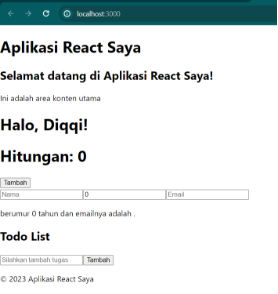 localhost:3000
Aplikasi React Saya
Selamat datang di Aplikasi React Saya!
Ini adalah area konten utama
Halo, Diqqi!
Hitungan: 0
Tambah
Nama 0 Email
berumur 0 tahun dan emailnya adalah .
Todo List
Silahkan tambah tugas Tambah
© 2023 Aplikasi React Saya